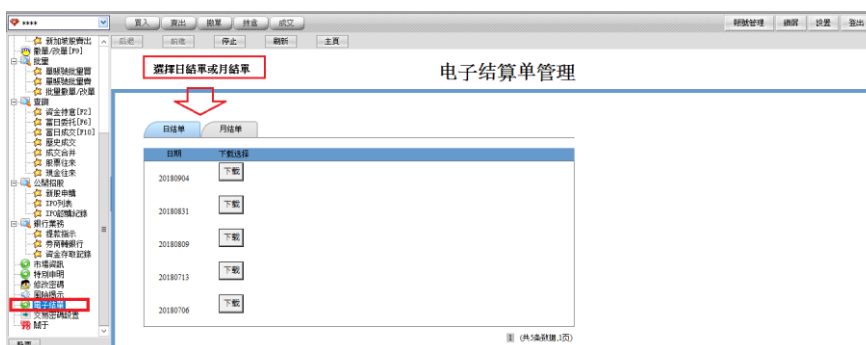 ****
買入 賣出 撤單 持倉 成交
帳號管理 鎖屏 設置 登出
后退 前進 停止 刷新 主頁
新加坡股賣出
撤單/改單[F9]
批量
單賬號批量買
單賬號批量賣
批量撤單/改單
查詢
資金持倉[F2]
當日委托[F6]
當日成交[F10]
歷史成交
成交合并
股票往來
現金往來
公開招股
新股申購
IPO列表
IPO認購紀錄
銀行業務
提款指示
券商轉銀行
資金存取記錄
市場資訊
特別申明
修改密碼
風險揭示
电子结單
交易密碼設置
關于
選擇日結單或月結單
电子结算单管理
日结单 月结单
日期 下载选择
20180904 下載
20180831 下載
20180809 下載
20180713 下載
20180706 下載
1 (共5条数据,1页)